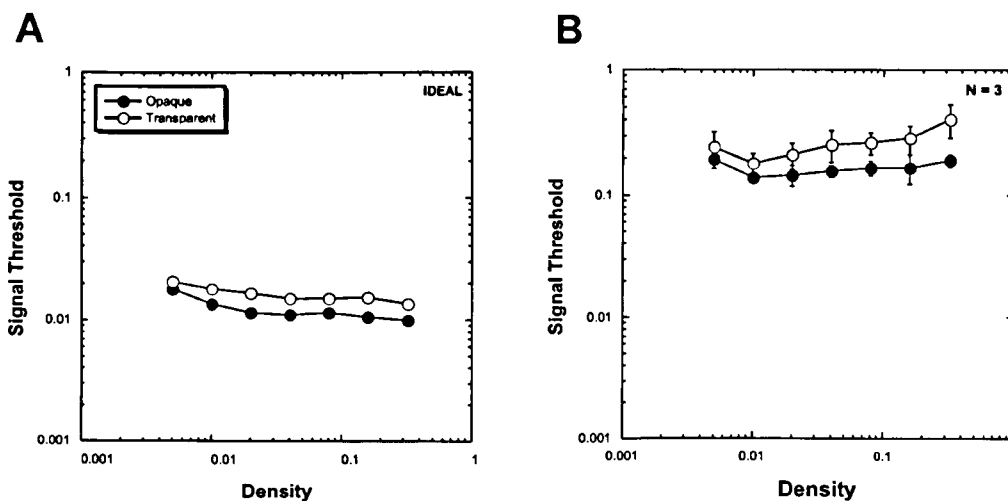 A
B
1
0.1
0.01
0.001
Signal Threshold
IDEAL
Opaque
Transparent
0.001
0.01
0.1
1
Density
1
0.1
0.01
0.001
Signal Threshold
N = 3
0.001
0.01
0.1
Density